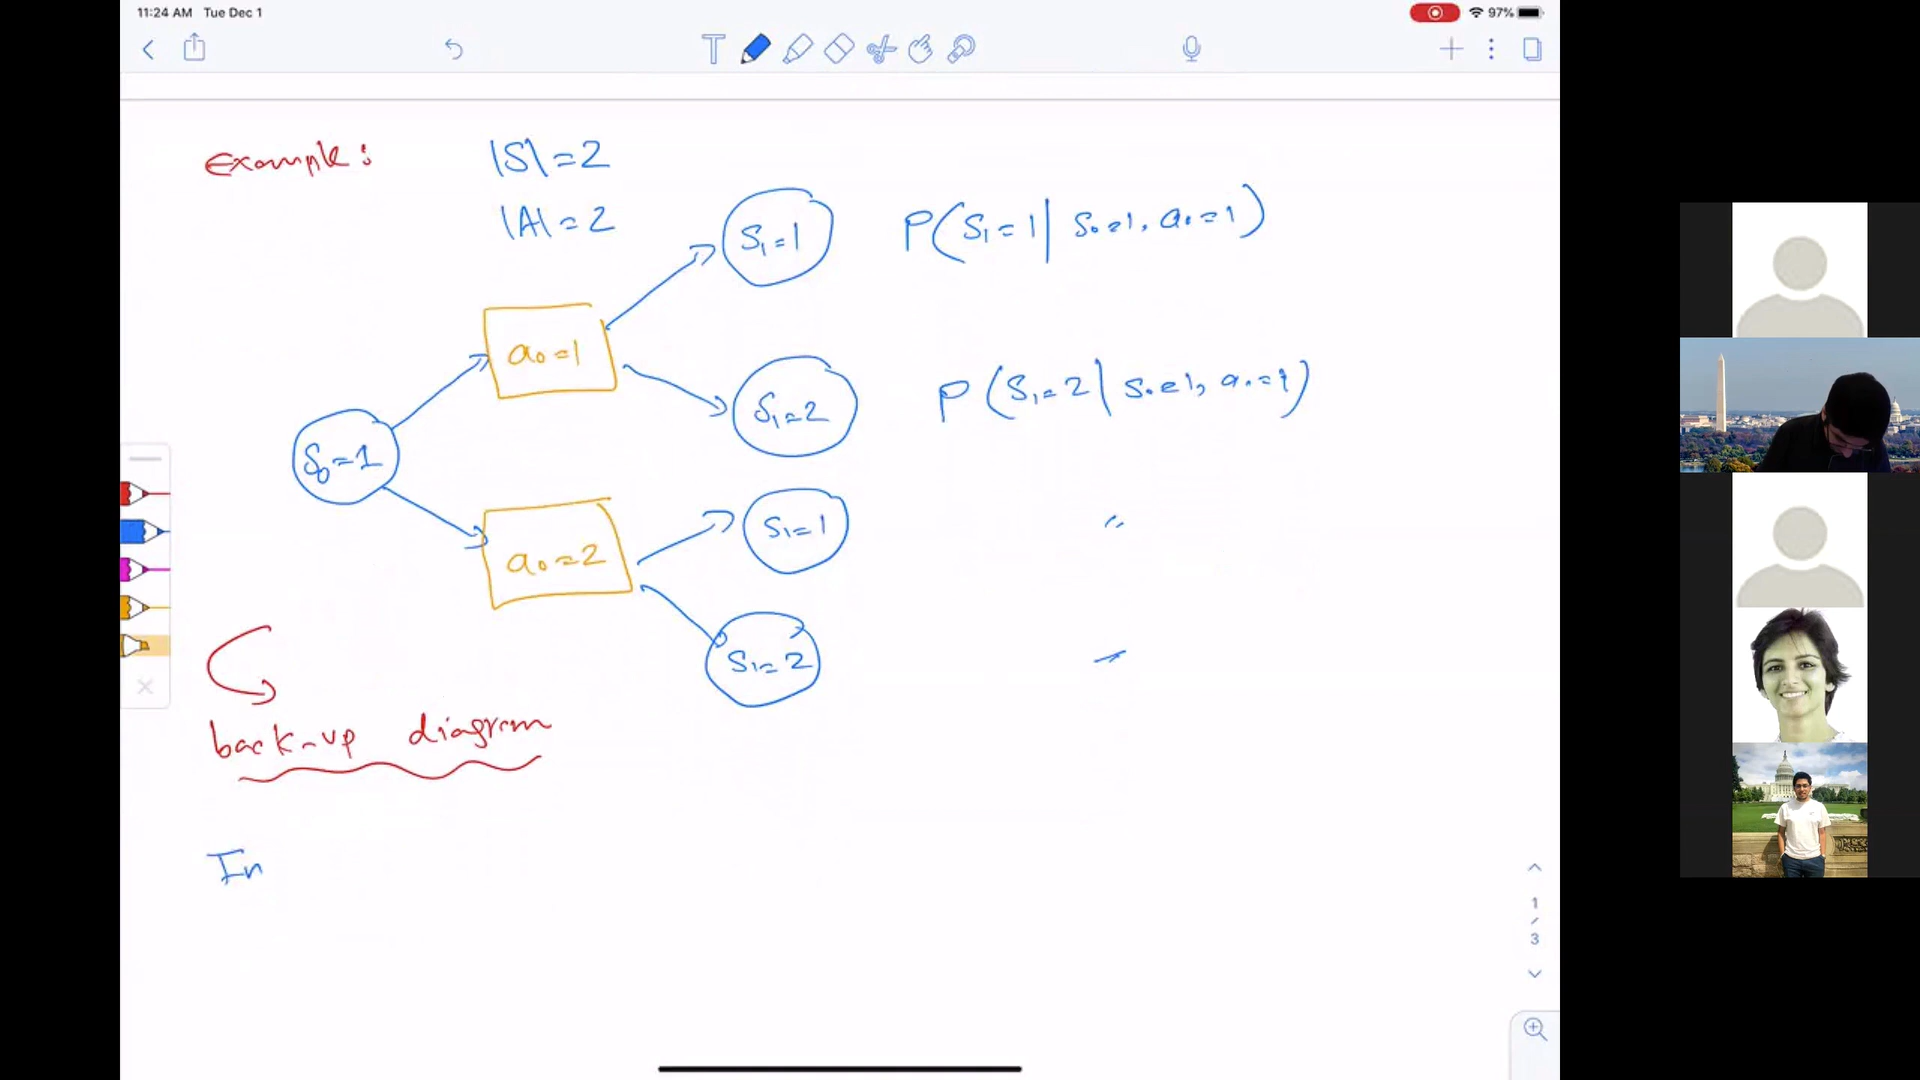 11:24 AM Tue Dec 1
97%
T
Example:
|S| = 2
|A| = 2
S₁=1
P(S₁=1 | S₀=1, a₀=1)
a₀=1
S₁=2
P(S₁=2 | S₀=1, a₀=1)
S₀=1
S₁=1
"
a₀=2
S₁=2
back-up diagram
In
1
/
3